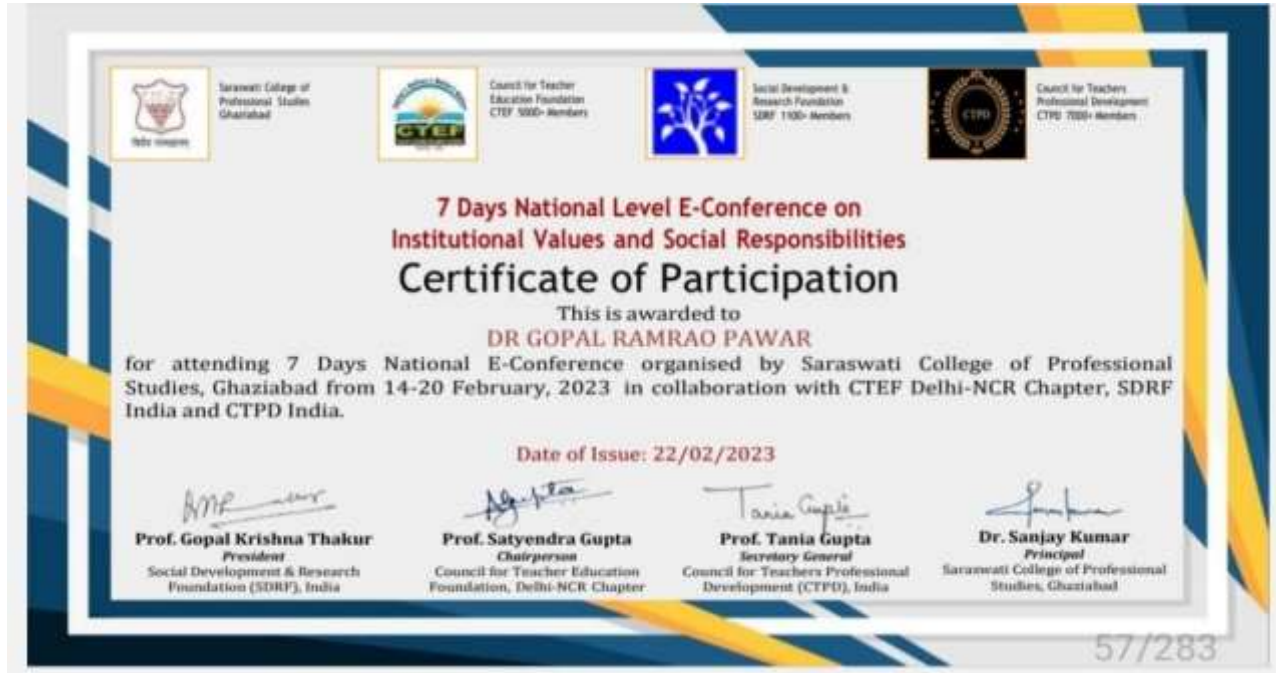 Saraswati College of
Professional Studies
Ghaziabad
CTEF
Council for Teacher
Education Foundation
CTEF 5000+ Members
Social Development &
Research Foundation
SDRF 1100+ Members
CTPD
Council for Teachers
Professional Development
CTPD 7000+ Members
7 Days National Level E-Conference on
Institutional Values and Social Responsibilities
Certificate of Participation
This is awarded to
DR GOPAL RAMRAO PAWAR
for attending 7 Days National E-Conference organised by Saraswati College of Professional
Studies, Ghaziabad from 14-20 February, 2023 in collaboration with CTEF Delhi-NCR Chapter, SDRF
India and CTPD India.
Date of Issue: 22/02/2023
Tania Gupta
Prof. Gopal Krishna Thakur
President
Social Development & Research
Foundation (SDRF), India
Prof. Satyendra Gupta
Chairperson
Council for Teacher Education
Foundation, Delhi-NCR Chapter
Prof. Tania Gupta
Secretary General
Council for Teachers Professional
Development (CTPD), India
Dr. Sanjay Kumar
Principal
Saraswati College of Professional
Studies, Ghaziabad
57/283